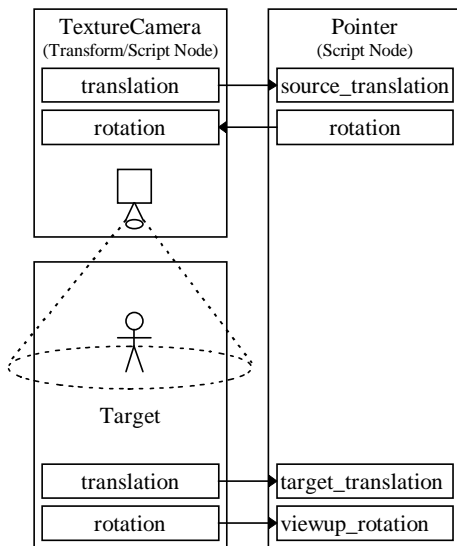 TextureCamera
(Transform/Script Node)
translation
rotation
Pointer
(Script Node)
source_translation
rotation
Target
translation
rotation
target_translation
viewup_rotation